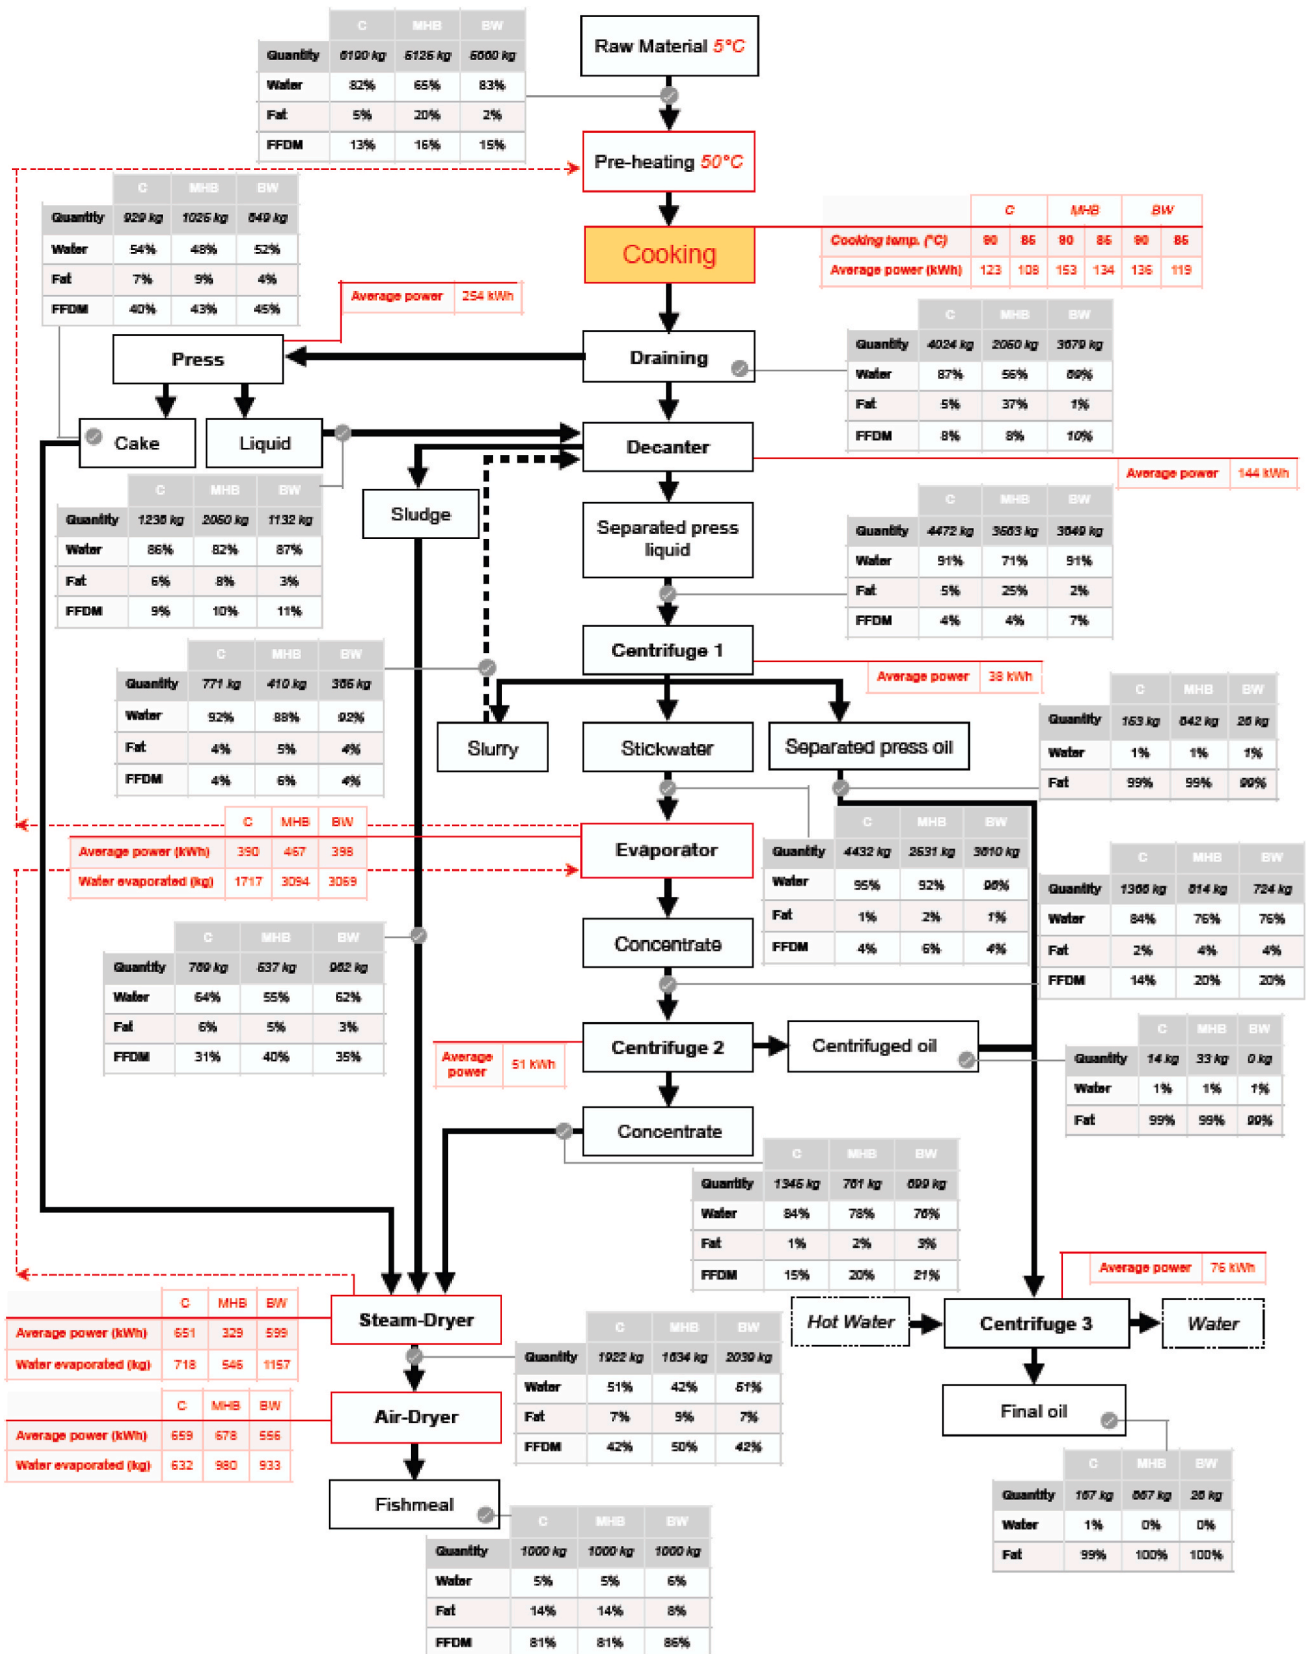 C MHB BW
Quantity 6190 kg 5125 kg 5660 kg
Water 82% 65% 83%
Fat 5% 20% 2%
FFDM 13% 16% 15%
Raw Material 5°C
Pre-heating 50°C
C MHB BW
Quantity 929 kg 1025 kg 849 kg
Water 54% 48% 52%
Fat 7% 9% 4%
FFDM 40% 43% 45%
Cooking
C MHB BW
Cooking temp. (°C) 90 85 90 85 90 85
Average power (kWh) 123 108 153 134 136 119
Average power 254 kWh
Press
Draining
C MHB BW
Quantity 4024 kg 2050 kg 3679 kg
Water 87% 56% 89%
Fat 5% 37% 1%
FFDM 8% 8% 10%
Cake
Liquid
Decanter
Average power 144 kWh
C MHB BW
Quantity 1236 kg 2050 kg 1132 kg
Water 86% 82% 87%
Fat 6% 8% 3%
FFDM 9% 10% 11%
Sludge
Separated press
liquid
C MHB BW
Quantity 4472 kg 3563 kg 3849 kg
Water 91% 71% 91%
Fat 5% 25% 2%
FFDM 4% 4% 7%
Centrifuge 1
Average power 38 kWh
C MHB BW
Quantity 771 kg 410 kg 365 kg
Water 92% 88% 92%
Fat 4% 5% 4%
FFDM 4% 6% 4%
Slurry
Stickwater
Separated press oil
C MHB BW
Quantity 153 kg 642 kg 26 kg
Water 1% 1% 1%
Fat 99% 99% 99%
C MHB BW
Average power (kWh) 390 467 398
Water evaporated (kg) 1717 3094 3059
Evaporator
C MHB BW
Quantity 4432 kg 2531 kg 3610 kg
Water 95% 92% 96%
Fat 1% 2% 1%
FFDM 4% 6% 4%
C MHB BW
Quantity 1366 kg 814 kg 724 kg
Water 84% 76% 76%
Fat 2% 4% 4%
FFDM 14% 20% 20%
Concentrate
C MHB BW
Quantity 769 kg 537 kg 962 kg
Water 64% 55% 62%
Fat 6% 5% 3%
FFDM 31% 40% 35%
Average
power 51 kWh
Centrifuge 2
Centrifuged oil
C MHB BW
Quantity 14 kg 33 kg 0 kg
Water 1% 1% 1%
Fat 99% 99% 99%
Concentrate
C MHB BW
Quantity 1345 kg 781 kg 699 kg
Water 84% 78% 76%
Fat 1% 2% 3%
FFDM 15% 20% 21%
Average power 76 kWh
C MHB BW
Average power (kWh) 651 329 599
Water evaporated (kg) 718 546 1157
Steam-Dryer
Hot Water
Centrifuge 3
Water
C MHB BW
Quantity 1922 kg 1634 kg 2039 kg
Water 51% 42% 51%
Fat 7% 9% 7%
FFDM 42% 50% 42%
C MHB BW
Average power (kWh) 659 678 556
Water evaporated (kg) 632 980 933
Air-Dryer
Final oil
C MHB BW
Quantity 167 kg 667 kg 26 kg
Water 1% 0% 0%
Fat 99% 100% 100%
Fishmeal
C MHB BW
Quantity 1000 kg 1000 kg 1000 kg
Water 5% 5% 6%
Fat 14% 14% 8%
FFDM 81% 81% 86%